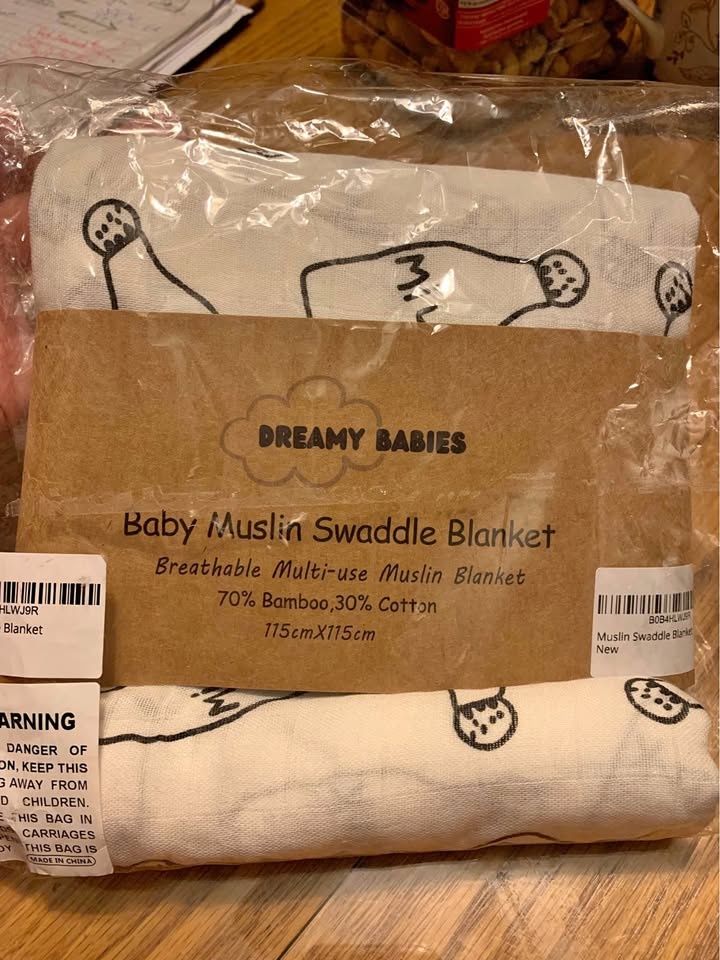 Mi
DREAMY BABIES
Baby Muslin Swaddle Blanket
Breathable Multi-use Muslin Blanket
70% Bamboo,30% Cotton
115cmX115cm
HLWJ9R
Blanket
B0B4HLWJ9R
Muslin Swaddle Blanket
New
ARNING
DANGER OF
ON, KEEP THIS
G AWAY FROM
D CHILDREN.
THIS BAG IN
CARRIAGES
THIS BAG IS
MADE IN CHINA